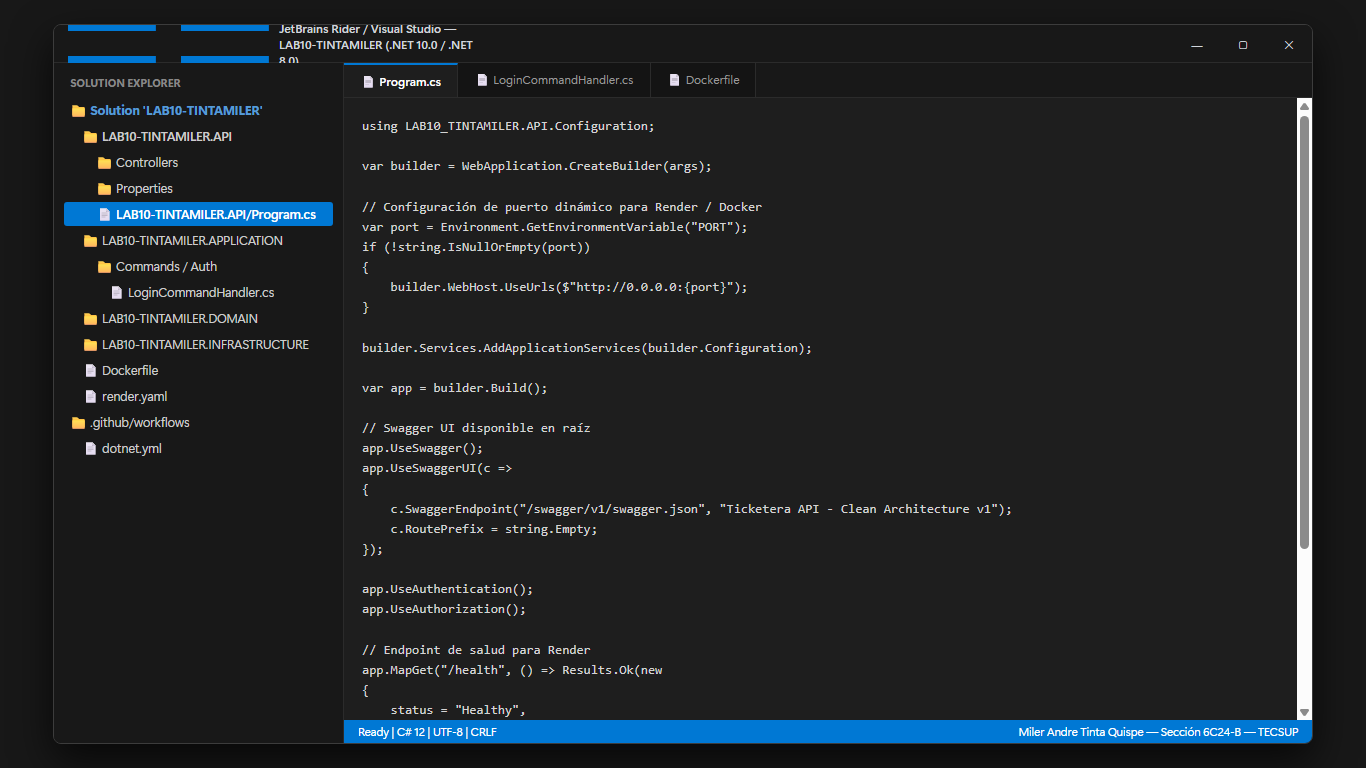 JetBrains Rider / Visual Studio —
LAB10-TINTAMILER (.NET 10.0 / .NET
8.0)
SOLUTION EXPLORER
Solution 'LAB10-TINTAMILER'
LAB10-TINTAMILER.API
Controllers
Properties
LAB10-TINTAMILER.API/Program.cs
LAB10-TINTAMILER.APPLICATION
Commands / Auth
LoginCommandHandler.cs
LAB10-TINTAMILER.DOMAIN
LAB10-TINTAMILER.INFRASTRUCTURE
Dockerfile
render.yaml
.github/workflows
dotnet.yml
Program.cs LoginCommandHandler.cs Dockerfile
using LAB10_TINTAMILER.API.Configuration;
var builder = WebApplication.CreateBuilder(args);
// Configuración de puerto dinámico para Render / Docker
var port = Environment.GetEnvironmentVariable("PORT");
if (!string.IsNullOrEmpty(port))
{
    builder.WebHost.UseUrls($"http://0.0.0.0:{port}");
}
builder.Services.AddApplicationServices(builder.Configuration);
var app = builder.Build();
// Swagger UI disponible en raíz
app.UseSwagger();
app.UseSwaggerUI(c =>
{
    c.SwaggerEndpoint("/swagger/v1/swagger.json", "Ticketera API - Clean Architecture v1");
    c.RoutePrefix = string.Empty;
});
app.UseAuthentication();
app.UseAuthorization();
// Endpoint de salud para Render
app.MapGet("/health", () => Results.Ok(new
{
    status = "Healthy",
Ready | C# 12 | UTF-8 | CRLF
Miler Andre Tinta Quispe — Sección 6C24-B — TECSUP